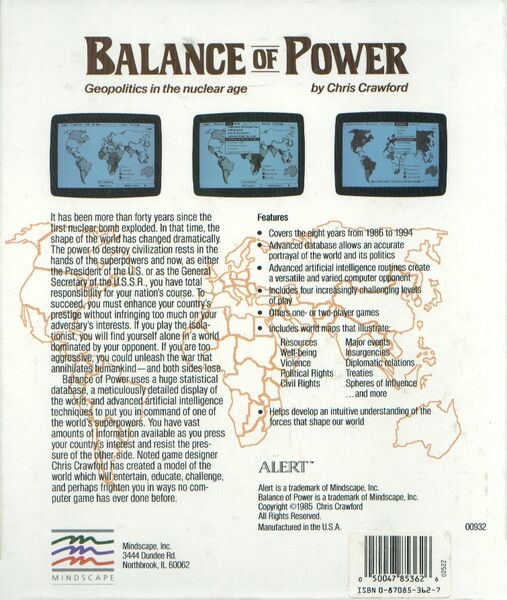 BALANCE OF POWER
Geopolitics in the nuclear age by Chris Crawford
It has been more than forty years since the
first nuclear bomb exploded. In that time, the
shape of the world has changed dramatically.
The power to destroy civilization rests in the
hands of the superpowers and now, as either
the President of the U.S. or as the General
Secretary of the U.S.S.R., you have total
responsibility for your nation's course. To
succeed, you must enhance your country's
prestige without infringing too much on your
adversary's interests. If you play the isola-
tionist, you will find yourself alone in a world
dominated by your opponent. If you are too
aggressive, you could unleash the war that
annihilates humankind—and both sides lose.
Balance of Power uses a huge statistical
database, a meticulously detailed display of
the world, and advanced artificial intelligence
techniques to put you in command of one of
the world's superpowers. You have vast
amounts of information available as you press
your country's interest and resist the pres-
sure of the other side. Noted game designer
Chris Crawford has created a model of the
world which will entertain, educate, challenge,
and perhaps frighten you in ways no com-
puter game has ever done before.
Features
• Covers the eight years from 1986 to 1994
• Advanced database allows an accurate
portrayal of the world and its politics
• Advanced artificial intelligence routines create
a versatile and varied computer opponent
• Includes four increasingly challenging levels
of play
• Offers one- or two-player games
• Includes world maps that illustrate:
Resources Major events
Well-being Insurgencies
Violence Diplomatic relations
Political Rights Treaties
Civil Rights Spheres of Influence
...and more
• Helps develop an intuitive understanding of the
forces that shape our world
ALERT™
Alert is a trademark of Mindscape, Inc.
Balance of Power is a trademark of Mindscape, Inc.
Copyright ©1985 Chris Crawford
All Rights Reserved.
Manufactured in the U.S.A. 00932
MINDSCAPE
Mindscape, Inc.
3444 Dundee Rd.
Northbrook, IL 60062
0 50047 85362 6
02522
ISBN 0-87085-362-7